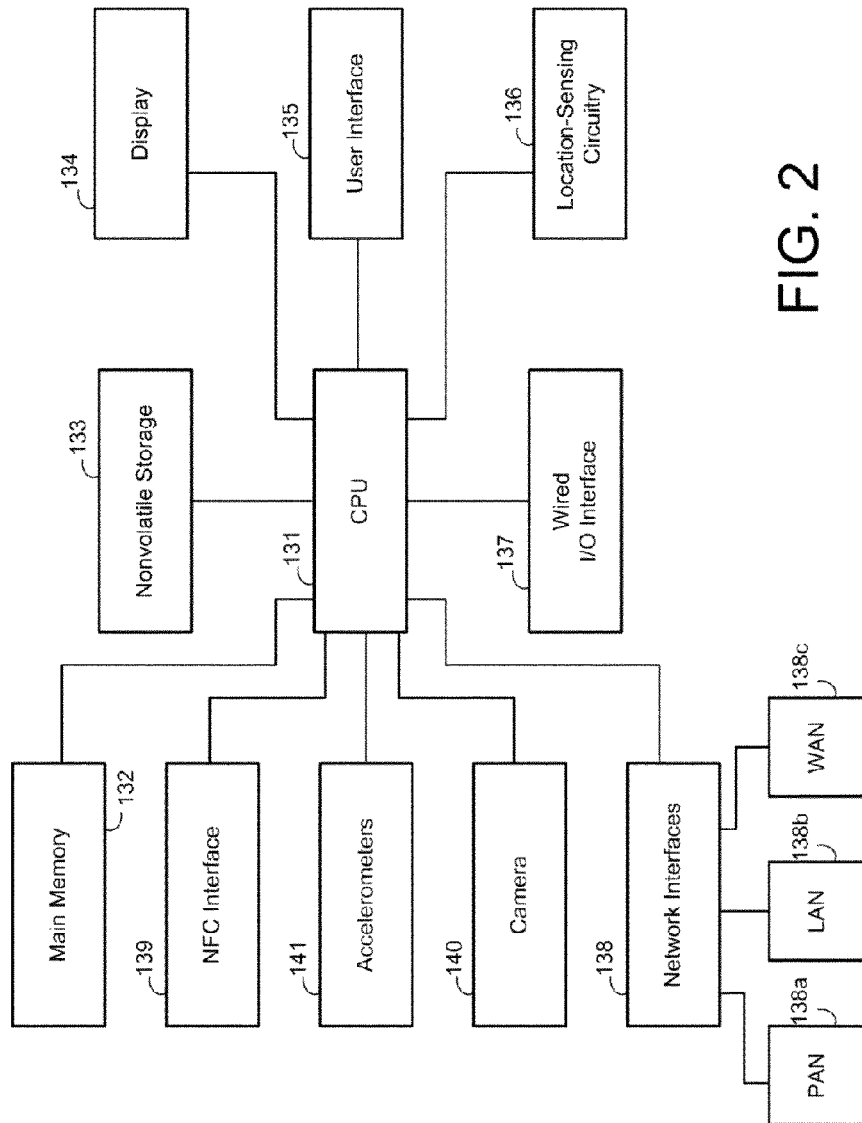 Main Memory
132
NFC Interface
139
Accelerometers
141
Camera
140
Network Interfaces
138
PAN
138a
LAN
138b
WAN
138c
Nonvolatile Storage
133
CPU
131
Wired
I/O Interface
137
Display
134
User Interface
135
Location-Sensing
Circuitry
136
FIG. 2